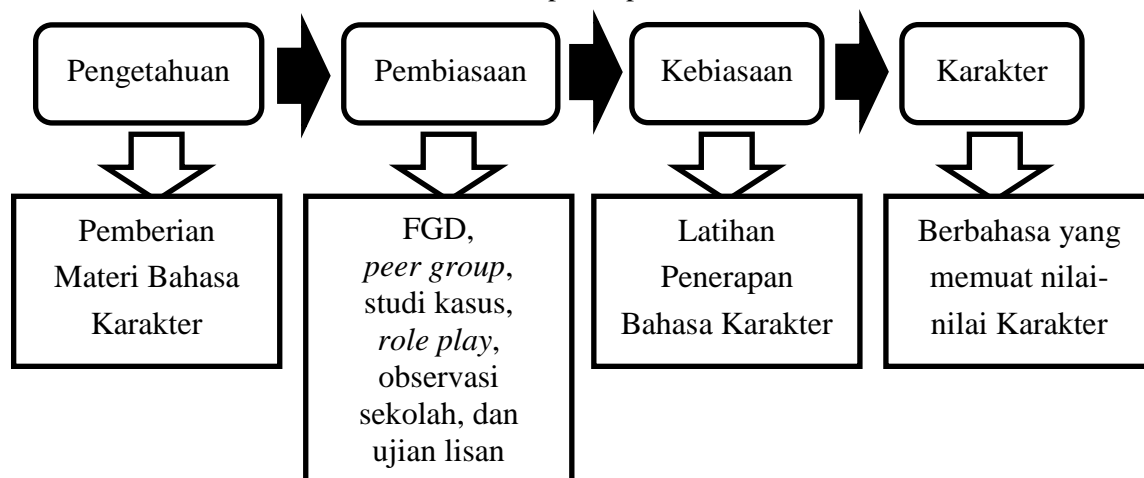 Pengetahuan
Pembiasaan
Kebiasaan
Karakter
Pemberian
Materi Bahasa
Karakter
FGD,
peer group,
studi kasus,
role play,
observasi
sekolah, dan
ujian lisan
Latihan
Penerapan
Bahasa Karakter
Berbahasa yang
memuat nilai-
nilai Karakter